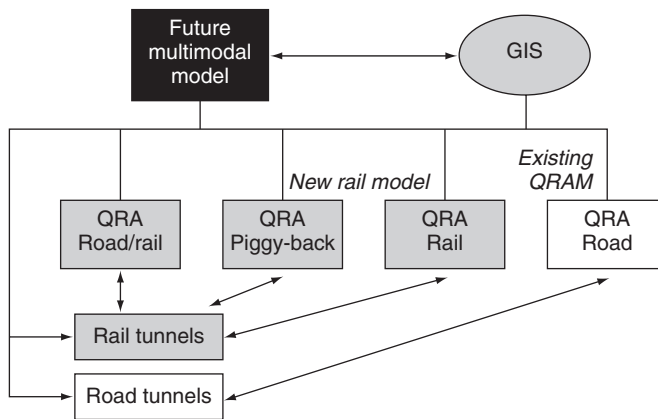 Future
multimodal
model
GIS
New rail model
Existing
QRAM
QRA
Road/rail
QRA
Piggy-back
QRA
Rail
QRA
Road
Rail tunnels
Road tunnels